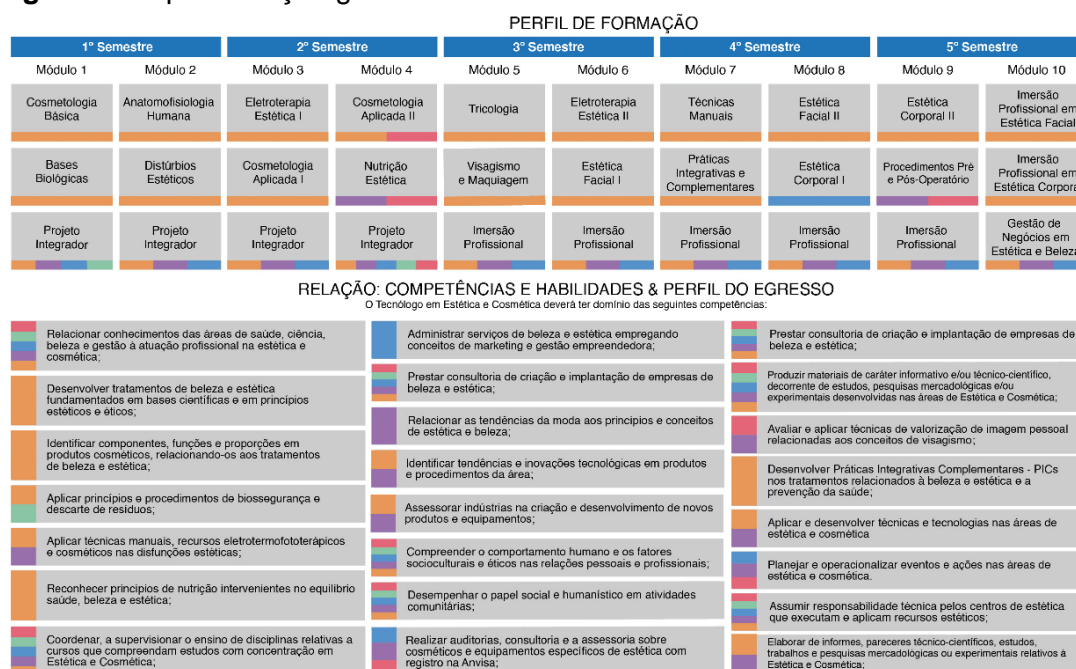 PERFIL DE FORMAÇÃO
1º Semestre
2º Semestre
3º Semestre
4º Semestre
5º Semestre
Módulo 1
Módulo 2
Módulo 3
Módulo 4
Módulo 5
Módulo 6
Módulo 7
Módulo 8
Módulo 9
Módulo 10
Cosmetologia
Básica
Anatomofisiologia
Humana
Eletroterapia
Estética I
Cosmetologia
Aplicada II
Tricologia
Eletroterapia
Estética II
Técnicas
Manuais
Estética
Facial II
Estética
Corporal II
Imersão
Profissional em
Estética Facial
Bases
Biológicas
Distúrbios
Estéticos
Cosmetologia
Aplicada I
Nutrição
Estética
Visagismo
e Maquiagem
Estética
Facial I
Práticas
Integrativas e
Complementares
Estética
Corporal I
Procedimentos Pré
e Pós-Operatório
Imersão
Profissional em
Estética Corpora
Projeto
Integrador
Projeto
Integrador
Projeto
Integrador
Projeto
Integrador
Imersão
Profissional
Imersão
Profissional
Imersão
Profissional
Imersão
Profissional
Imersão
Profissional
Gestão de
Negócios em
Estética e Beleza
RELAÇÃO: COMPETÊNCIAS E HABILIDADES & PERFIL DO EGRESSO
O Tecnólogo em Estética e Cosmética deverá ter domínio das seguintes competências:
Relacionar conhecimentos das áreas de saúde, ciência,
beleza e gestão à atuação profissional na estética e
cosmética;
Desenvolver tratamentos de beleza e estética
fundamentados em bases científicas e em princípios
estéticos e éticos;
Identificar componentes, funções e proporções em
produtos cosméticos, relacionando-os aos tratamentos
de beleza e estética;
Aplicar princípios e procedimentos de biossegurança e
descarte de resíduos;
Aplicar técnicas manuais, recursos eletrotermofototerápicos
e cosméticos nas disfunções estéticas;
Reconhecer principios de nutrição intervenientes no equilíbrio
saúde, beleza e estética;
Coordenar, a supervisionar o ensino de disciplinas relativas a
cursos que compreendam estudos com concentração em
Estética e Cosmética;
Administrar serviços de beleza e estética empregando
conceitos de marketing e gestão empreendedora;
Prestar consultoria de criação e implantação de empresas de
beleza e estética;
Relacionar as tendências da moda aos principios e conceitos
de estética e beleza;
Identificar tendências e inovações tecnológicas em produtos
e procedimentos da área;
Assessorar indústrias na criação e desenvolvimento de novos
produtos e equipamentos;
Compreender o comportamento humano e os fatores
socioculturais e éticos nas relações pessoais e profissionais;
Desempenhar o papel social e humanístico em atividades
comunitárias;
Realizar auditorias, consultoria e a assessoria sobre
cosméticos e equipamentos específicos de estética com
registro na Anvisa;
Prestar consultoria de criação e implantação de empresas de
beleza e estética;
Produzir materiais de caráter informativo e/ou técnico-científico,
decorrente de estudos, pesquisas mercadológicas e/ou
experimentais desenvolvidas nas áreas de Estética e Cosmética;
Avaliar e aplicar técnicas de valorização de imagem pessoal
relacionadas aos conceitos de visagismo;
Desenvolver Práticas Integrativas Complementares - PICs
nos tratamentos relacionados à beleza e estética e a
prevenção da saúde;
Aplicar e desenvolver técnicas e tecnologias nas áreas de
estética e cosmética
Planejar e operacionalizar eventos e ações nas áreas de
estética e cosmética.
Assumir responsabilidade técnica pelos centros de estética
que executam e aplicam recursos estéticos;
Elaborar de informes, pareceres técnico-científicos, estudos,
trabalhos e pesquisas mercadológicas ou experimentais relativos à
Estética e Cosmética;